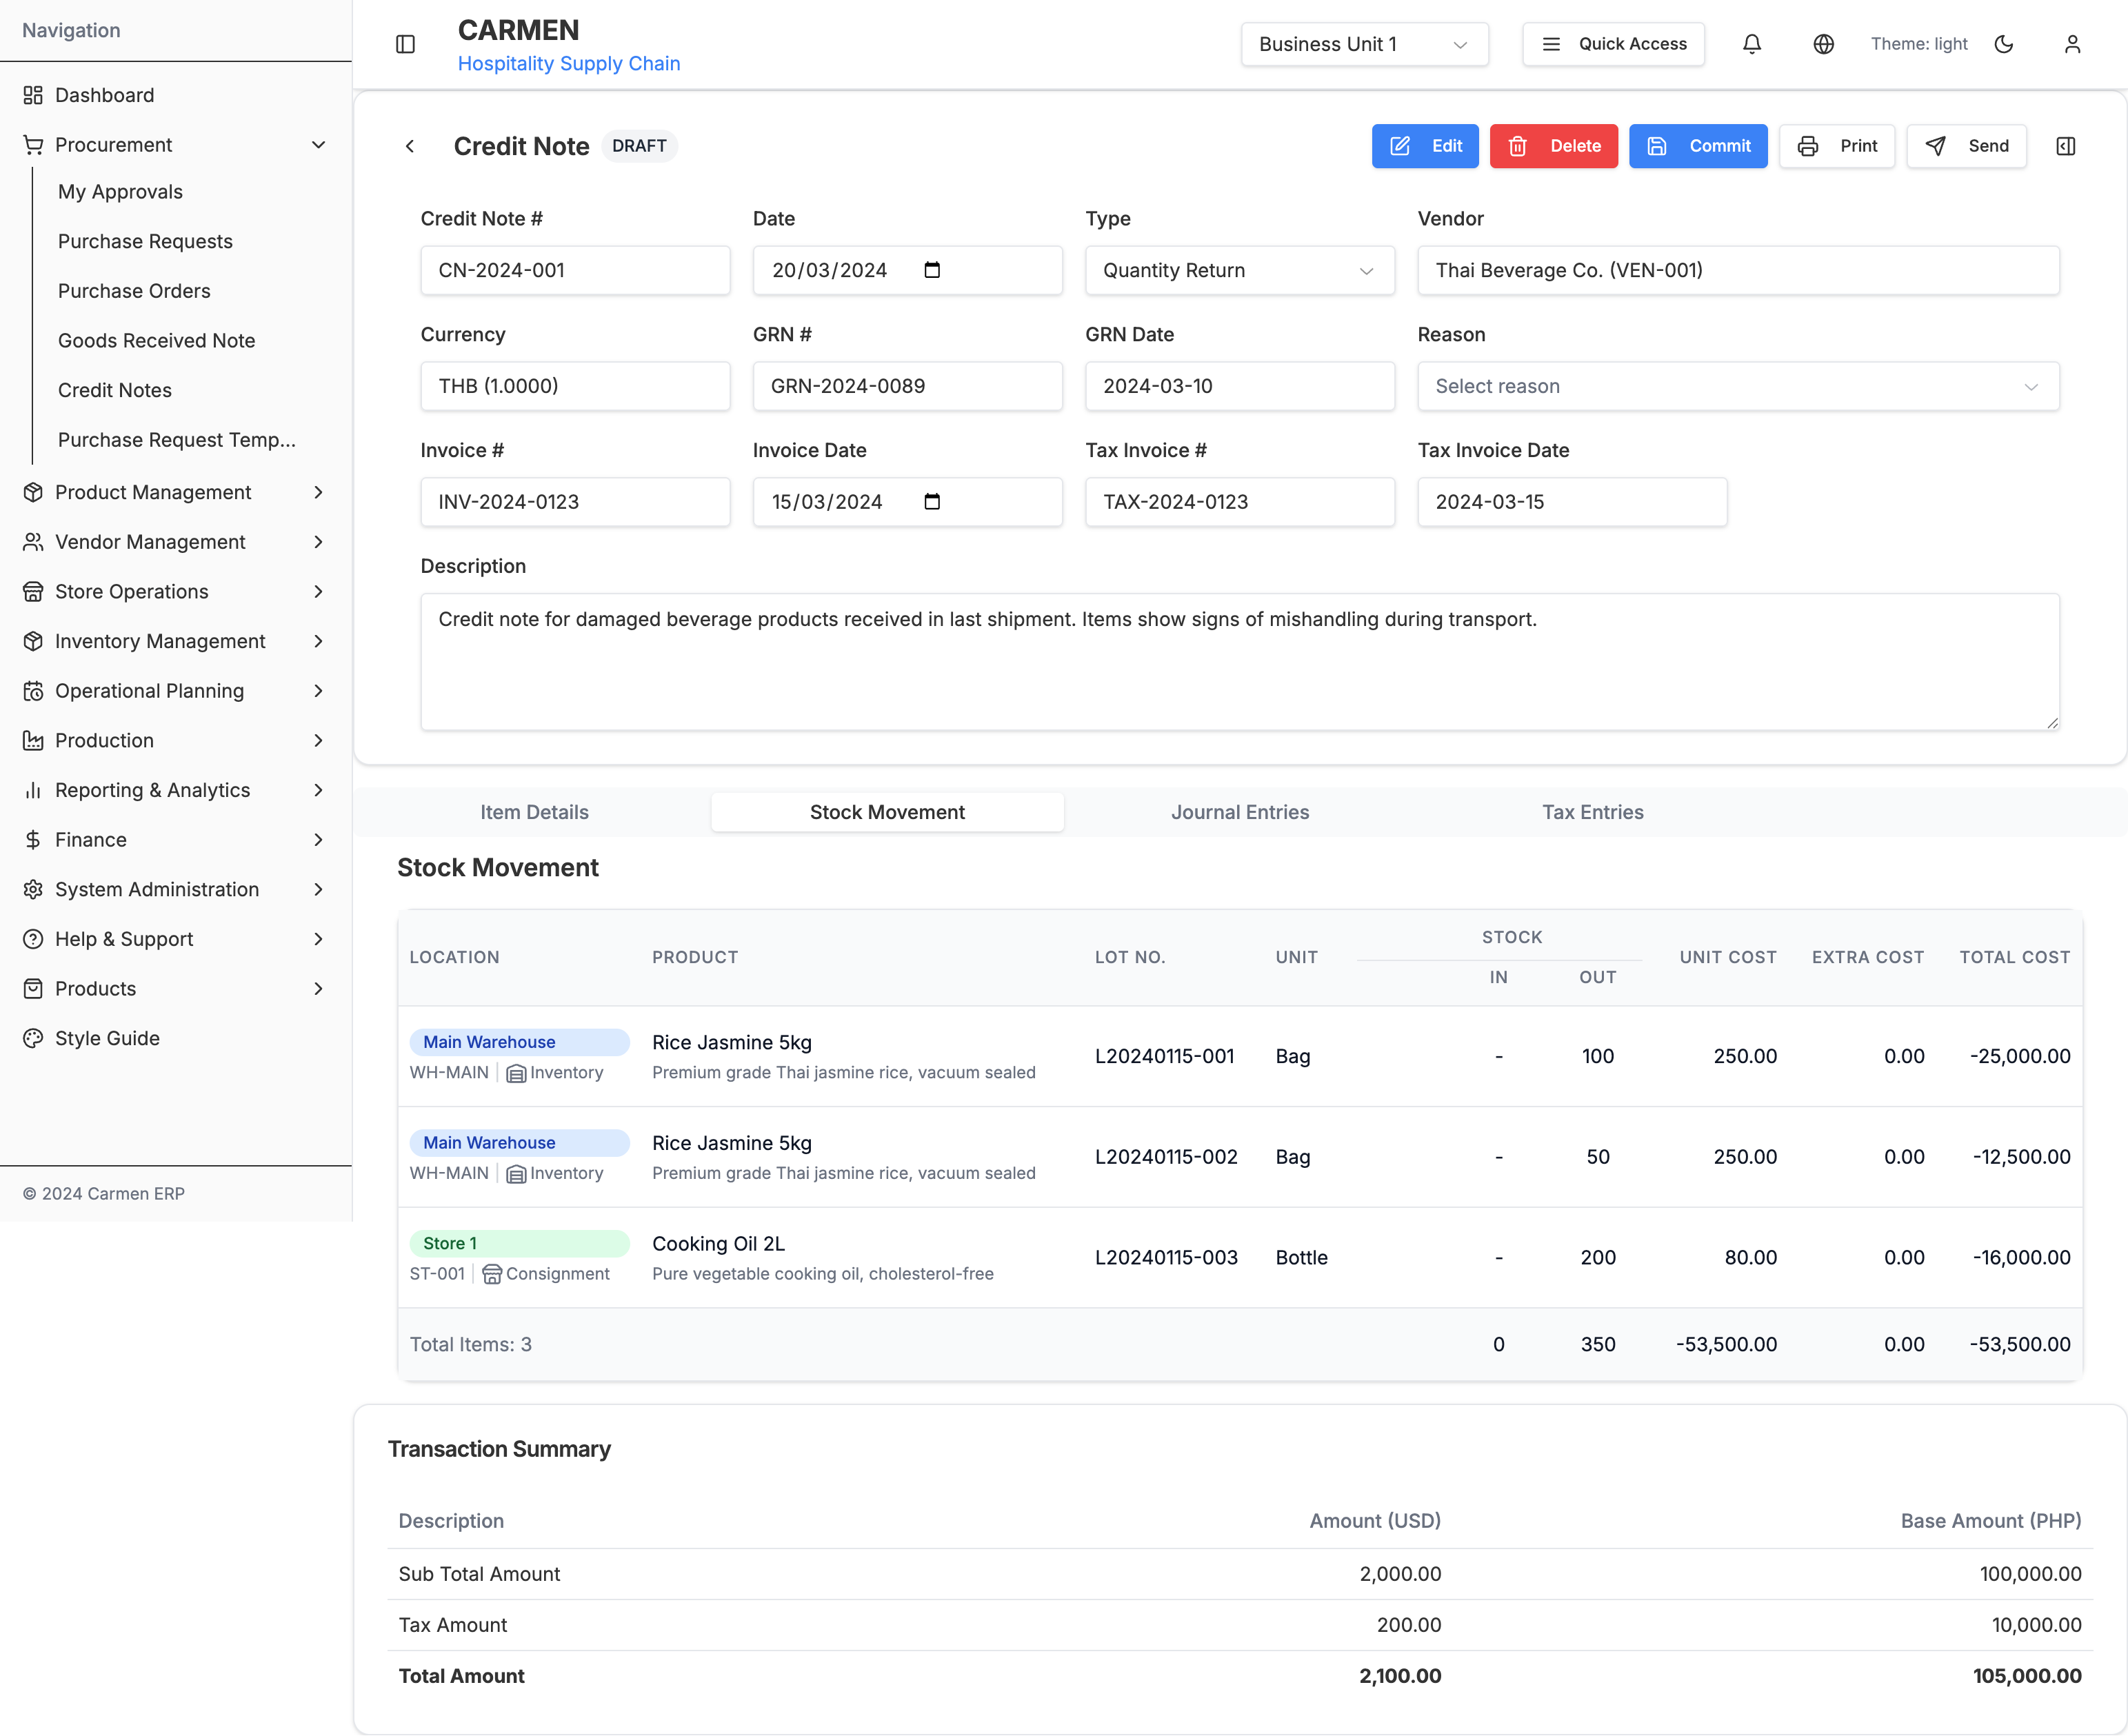 Navigation
Dashboard
Procurement
My Approvals
Purchase Requests
Purchase Orders
Goods Received Note
Credit Notes
Purchase Request Temp...
Product Management
Vendor Management
Store Operations
Inventory Management
Operational Planning
Production
Reporting & Analytics
Finance
System Administration
Help & Support
Products
Style Guide
© 2024 Carmen ERP
CARMEN
Hospitality Supply Chain
Business Unit 1
Quick Access
Theme: light
Credit Note DRAFT
Edit Delete Commit Print Send
Credit Note # Date Type Vendor
CN-2024-001 20/03/2024 Quantity Return Thai Beverage Co. (VEN-001)
Currency GRN # GRN Date Reason
THB (1.0000) GRN-2024-0089 2024-03-10 Select reason
Invoice # Invoice Date Tax Invoice # Tax Invoice Date
INV-2024-0123 15/03/2024 TAX-2024-0123 2024-03-15
Description
Credit note for damaged beverage products received in last shipment. Items show signs of mishandling during transport.
Item Details Stock Movement Journal Entries Tax Entries
Stock Movement
STOCK
LOCATION PRODUCT LOT NO. UNIT UNIT COST EXTRA COST TOTAL COST
IN OUT
Main Warehouse Rice Jasmine 5kg
L20240115-001 Bag - 100 250.00 0.00 -25,000.00
WH-MAIN Inventory Premium grade Thai jasmine rice, vacuum sealed
Main Warehouse Rice Jasmine 5kg
L20240115-002 Bag - 50 250.00 0.00 -12,500.00
WH-MAIN Inventory Premium grade Thai jasmine rice, vacuum sealed
Store 1 Cooking Oil 2L
L20240115-003 Bottle - 200 80.00 0.00 -16,000.00
ST-001 Consignment Pure vegetable cooking oil, cholesterol-free
Total Items: 3 0 350 -53,500.00 0.00 -53,500.00
Transaction Summary
Description Amount (USD) Base Amount (PHP)
Sub Total Amount 2,000.00 100,000.00
Tax Amount 200.00 10,000.00
Total Amount 2,100.00 105,000.00